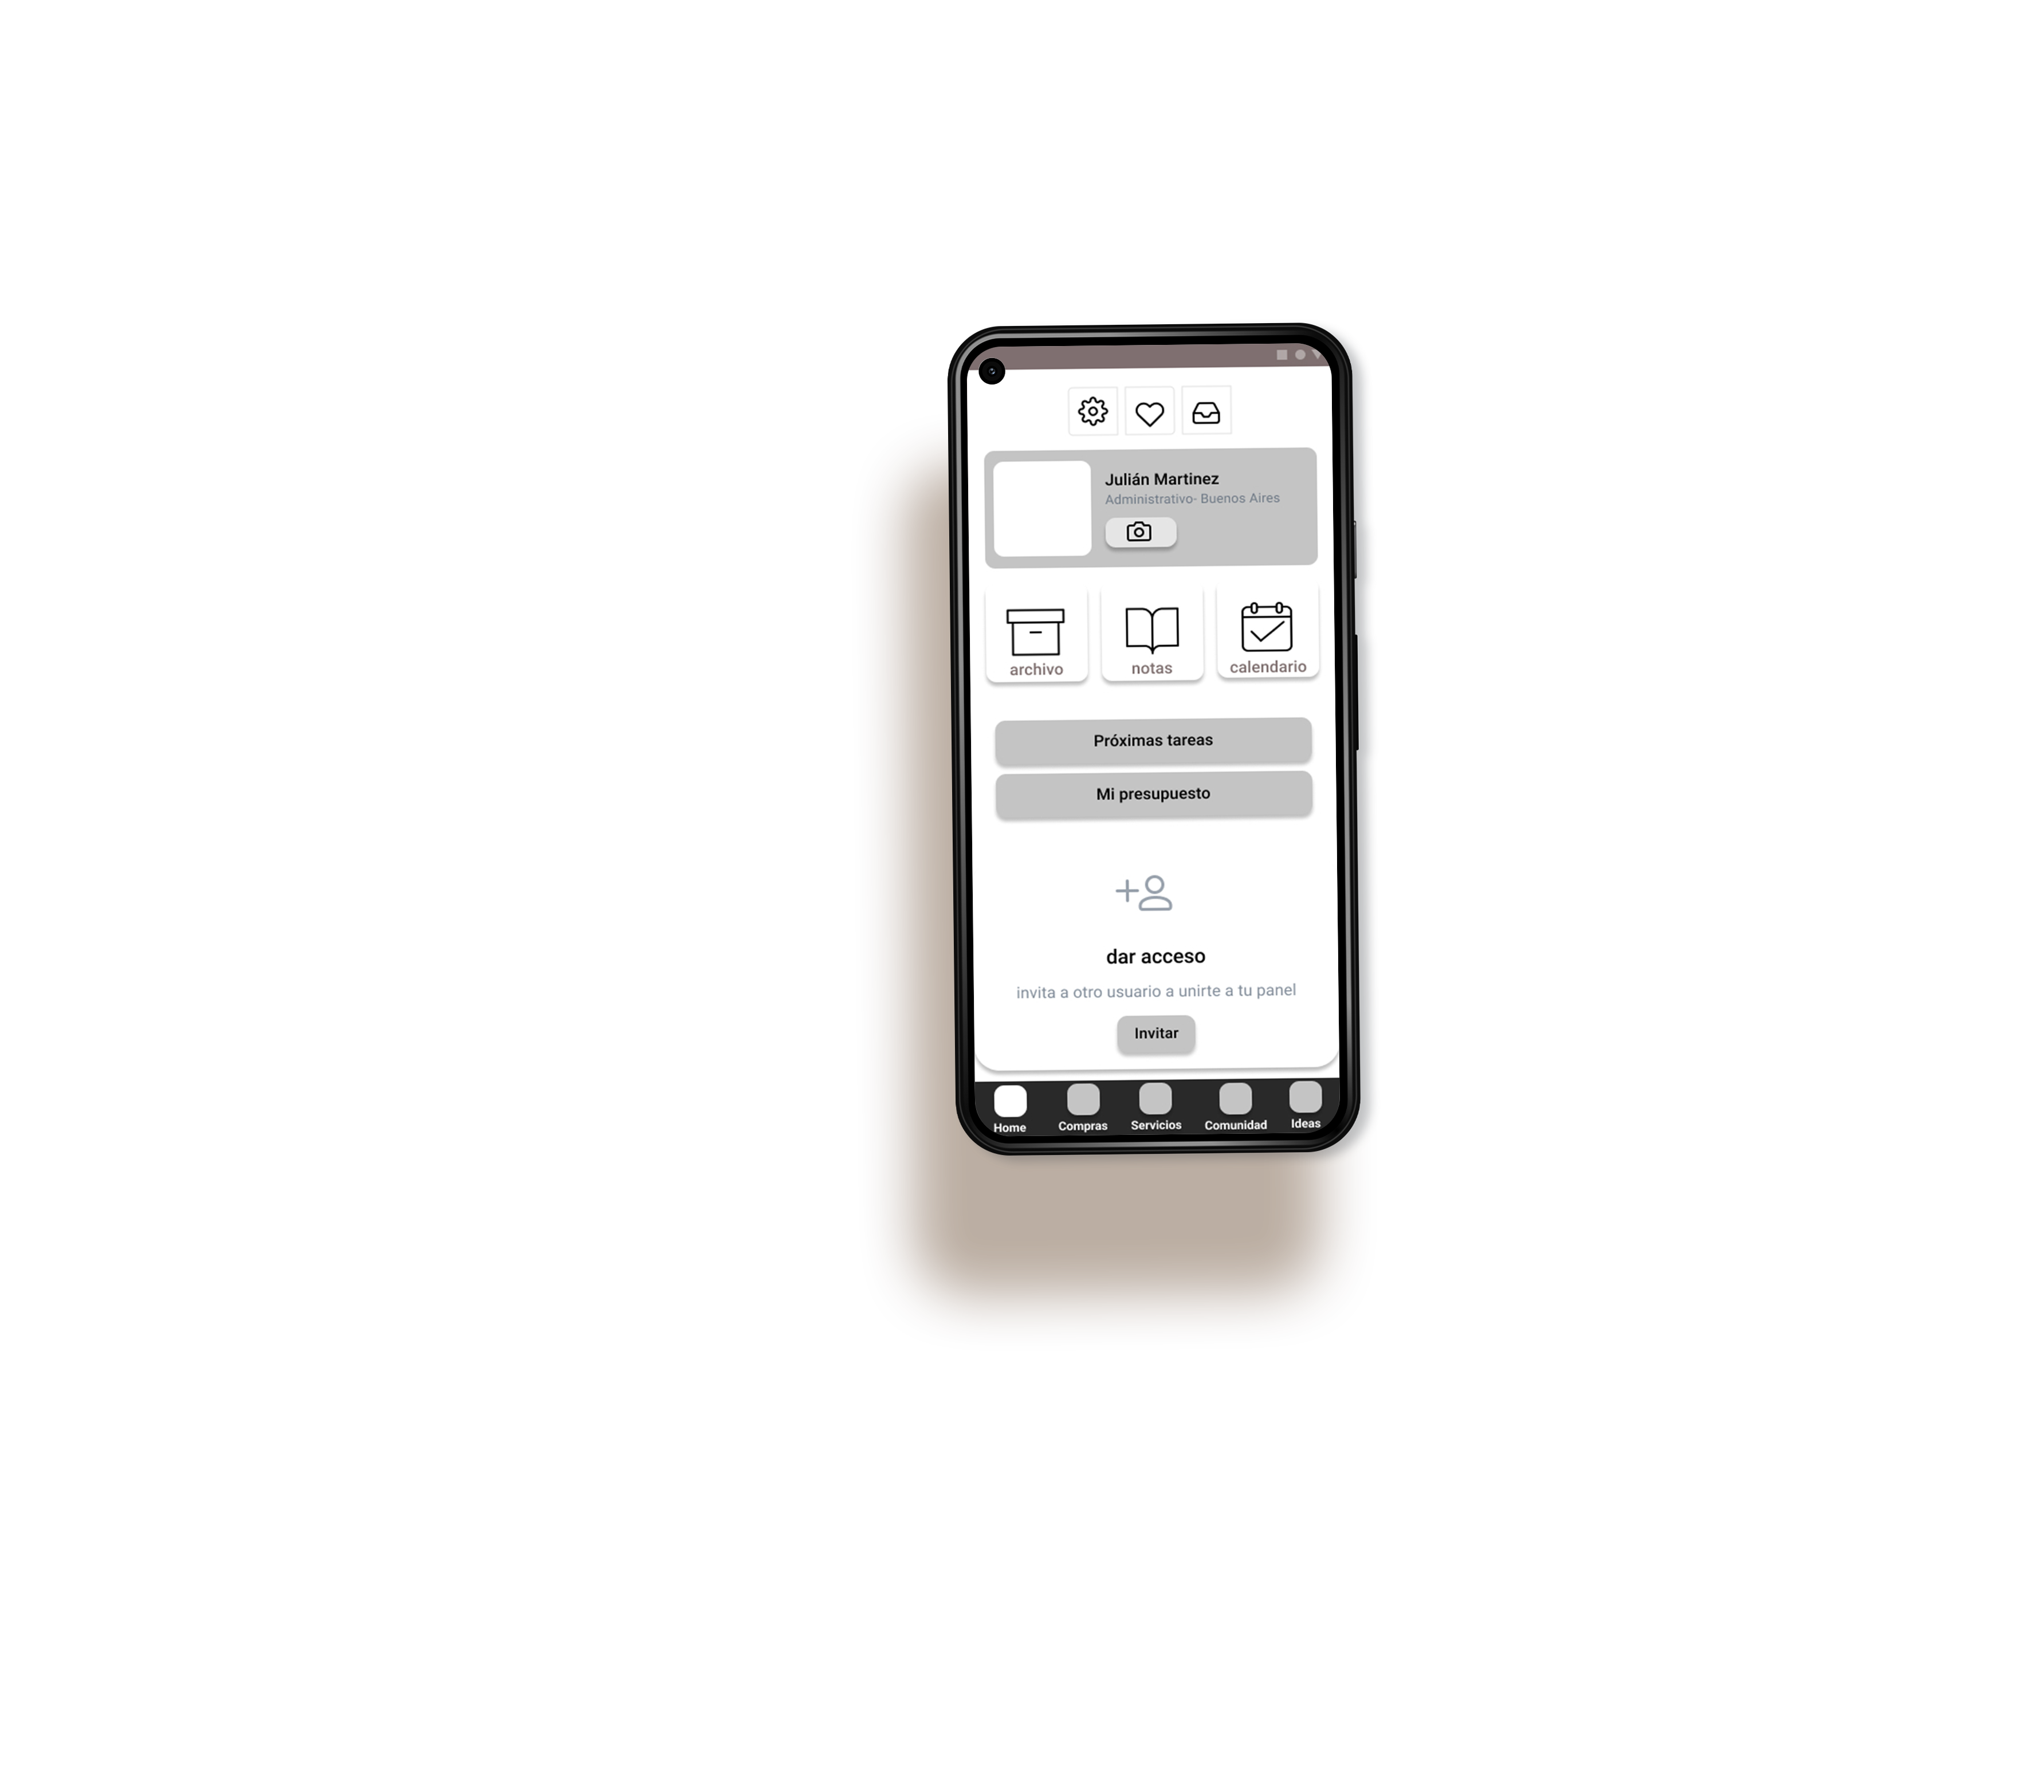 Julián Martinez
Administrativo- Buenos Aires
archivo
notas
calendario
Próximas tareas
Mi presupuesto
dar acceso
invita a otro usuario a unirte a tu panel
Invitar
Home
Compras
Servicios
Comunidad
Ideas